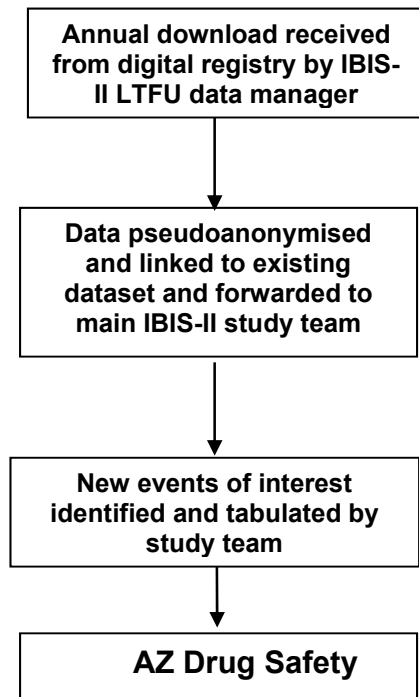 Annual download received
from digital registry by IBIS-
II LTFU data manager
Data pseudoanonymised
and linked to existing
dataset and forwarded to
main IBIS-II study team
New events of interest
identified and tabulated by
study team
AZ Drug Safety